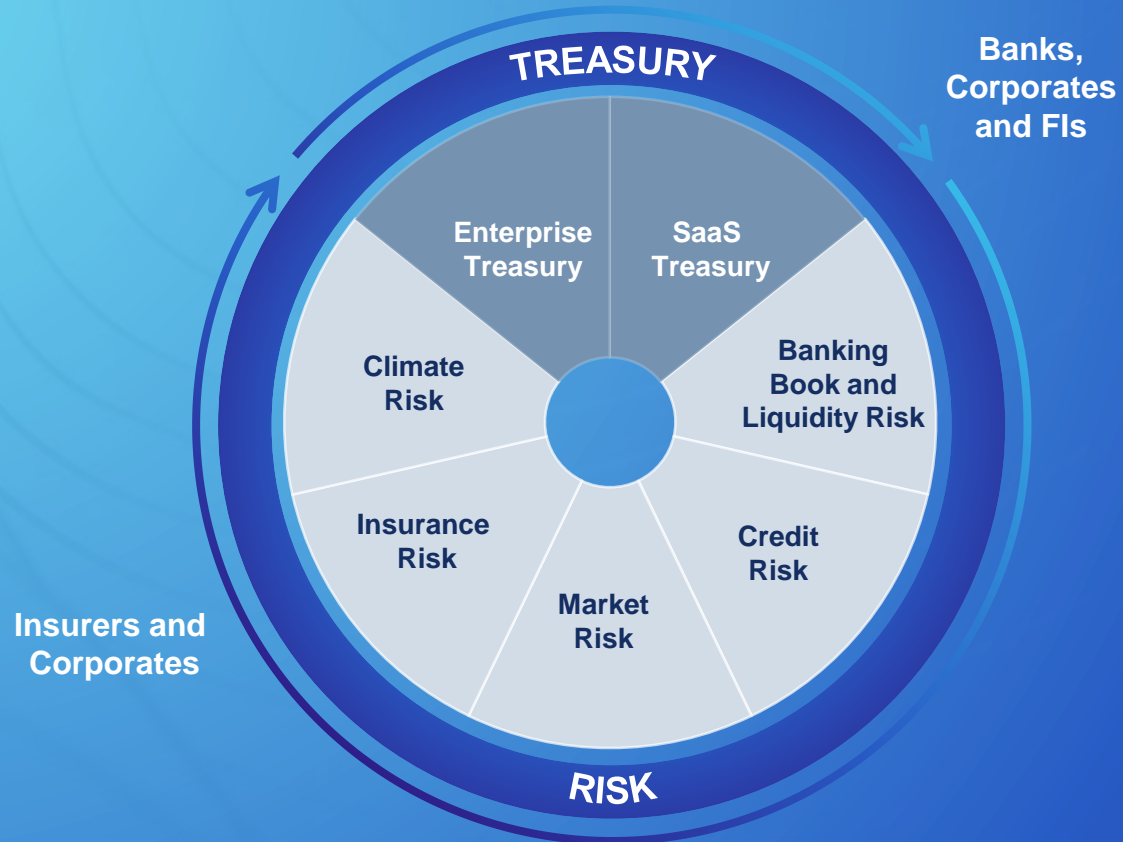 TREASURY
Banks,
Corporates
and FIs
Enterprise
Treasury
SaaS
Treasury
Climate
Risk
Banking
Book and
Liquidity Risk
Insurance
Risk
Credit
Risk
Market
Risk
Insurers and
Corporates
RISK